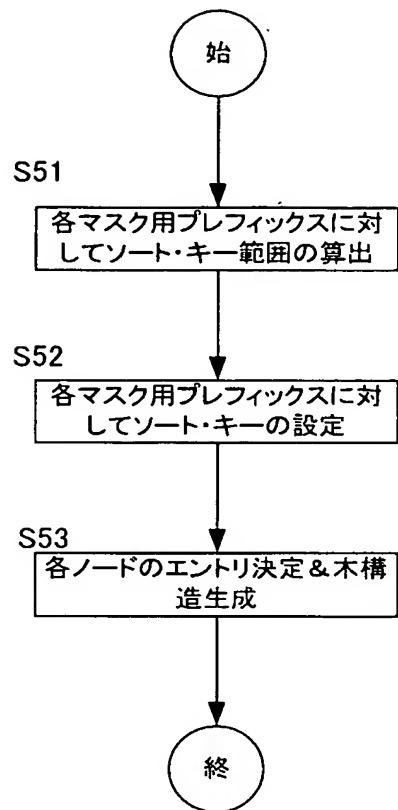 始
S51
各マスク用プレフィックスに対
してソート・キー範囲の算出
S52
各マスク用プレフィックスに対
してソート・キーの設定
S53
各ノードのエントリ決定＆木構
造生成
終